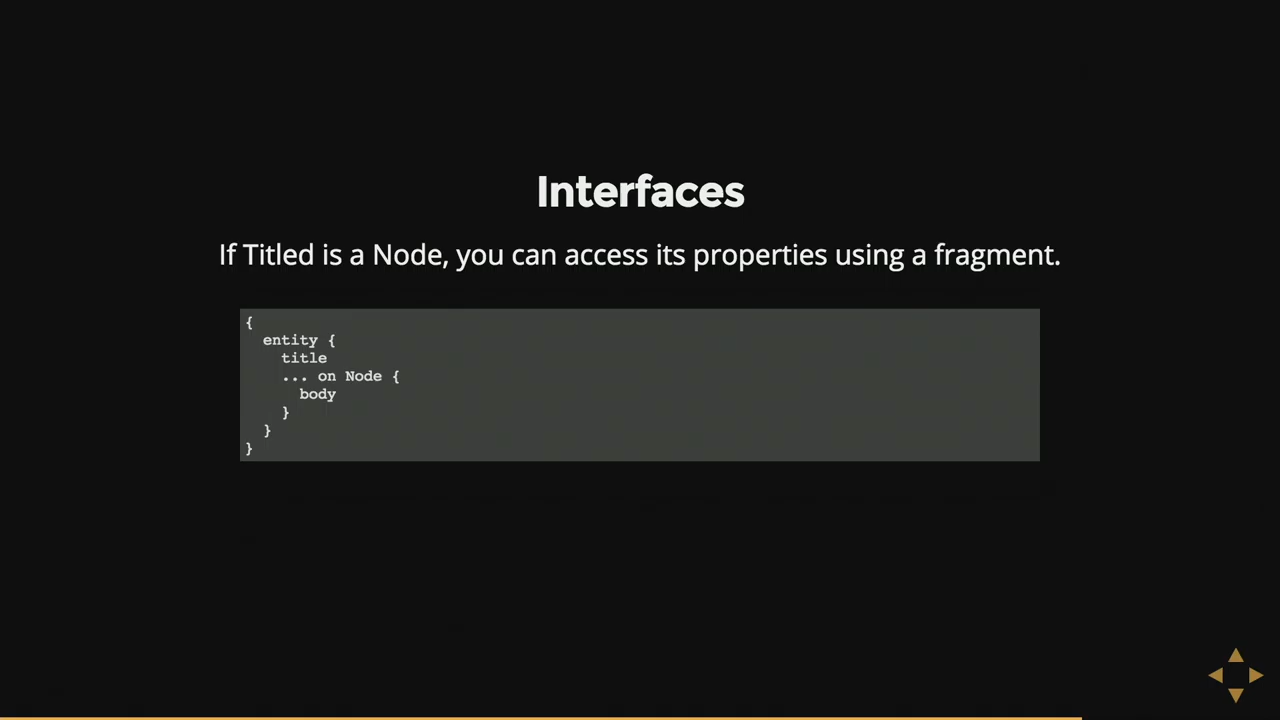 Interfaces
If Titled is a Node, you can access its properties using a fragment.
{
  entity {
    title
    ... on Node {
      body
    }
  }
}